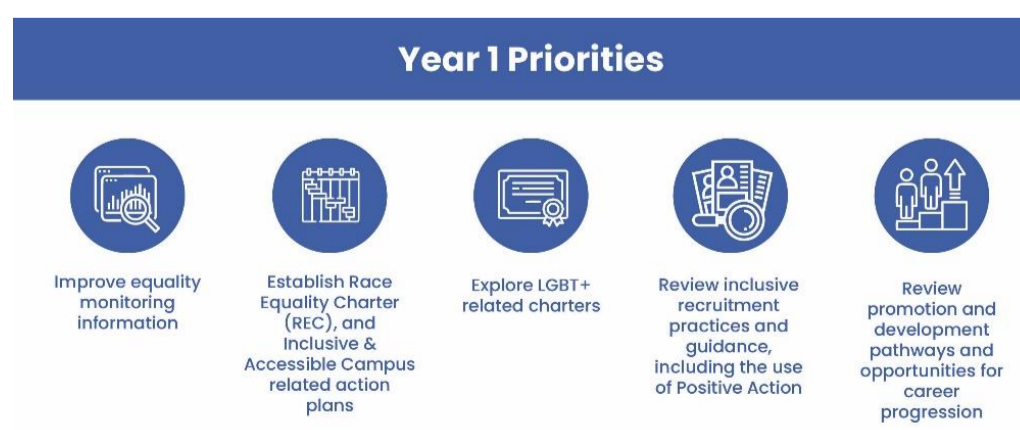 Year 1 Priorities
Improve equality
monitoring
information
Establish Race
Equality Charter
(REC), and
Inclusive &
Accessible Campus
related action
plans
Explore LGBT+
related charters
Review inclusive
recruitment
practices and
guidance,
including the use
of Positive Action
Review
promotion and
development
pathways and
opportunities for
career
progression